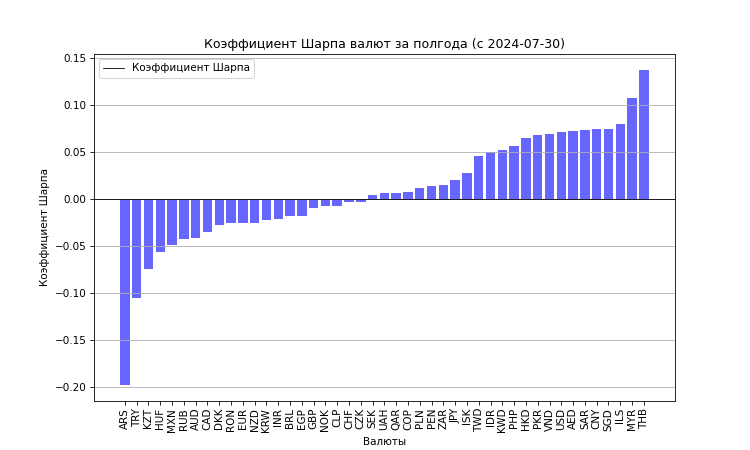 Коэффициент Шарпа валют за полгода (с 2024-07-30)
Коэффициент Шарпа
0.15
0.10
0.05
0.00
−0.05
−0.10
−0.15
−0.20
Коэффициент Шарпа
ARS TRY KZT HUF MXN RUB AUD CAD DKK RON EUR NZD KRW INR BRL EGP GBP NOK CLP CHF CZK SEK UAH QAR COP PLN PEN ZAR JPY ISK TWD IDR KWD PHP HKD PKR VND USD AED SAR CNY SGD ILS MYR THB
Валюты